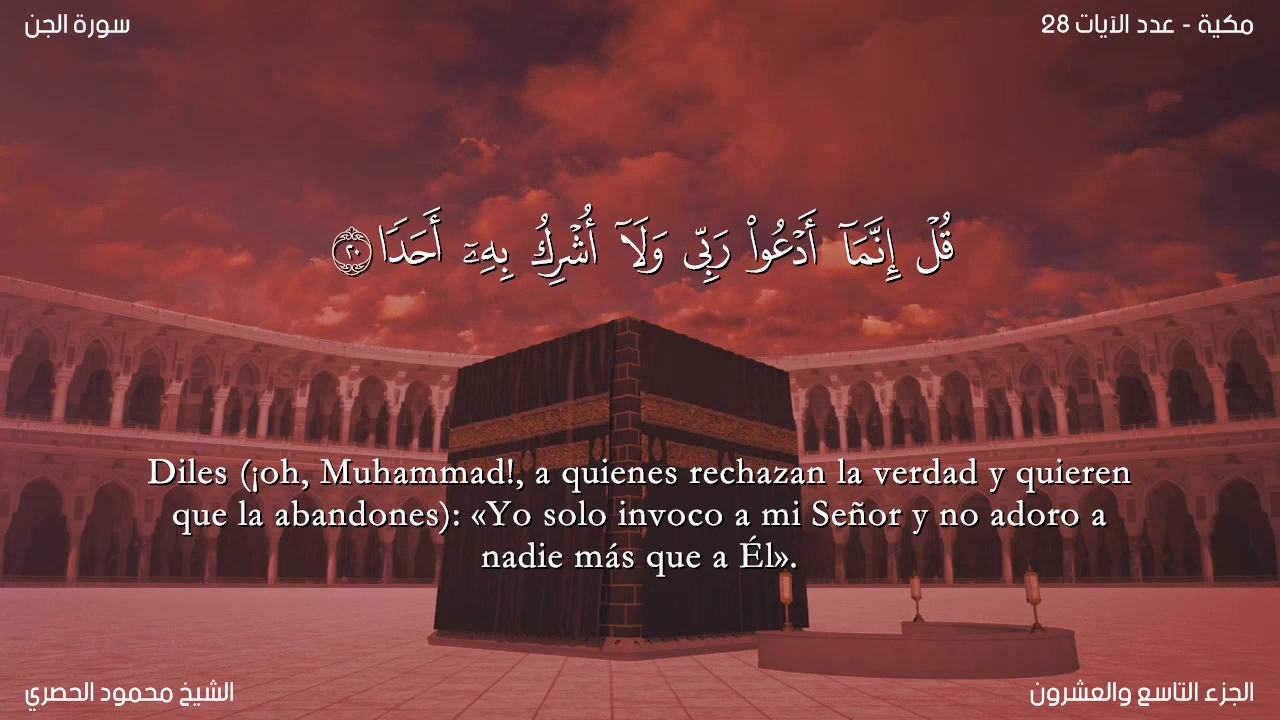 سورة الجن
مكية - عدد الآيات 28
قُلْ إِنَّمَآ أَدْعُوا۟ رَبِّى وَلَآ أُشْرِكُ بِهِۦٓ أَحَدًا ٢٠
Diles (¡oh, Muhammad!, a quienes rechazan la verdad y quieren
que la abandones): «Yo solo invoco a mi Señor y no adoro a
nadie más que a Él».
الشيخ محمود الحصري
الجزء التاسع والعشرون